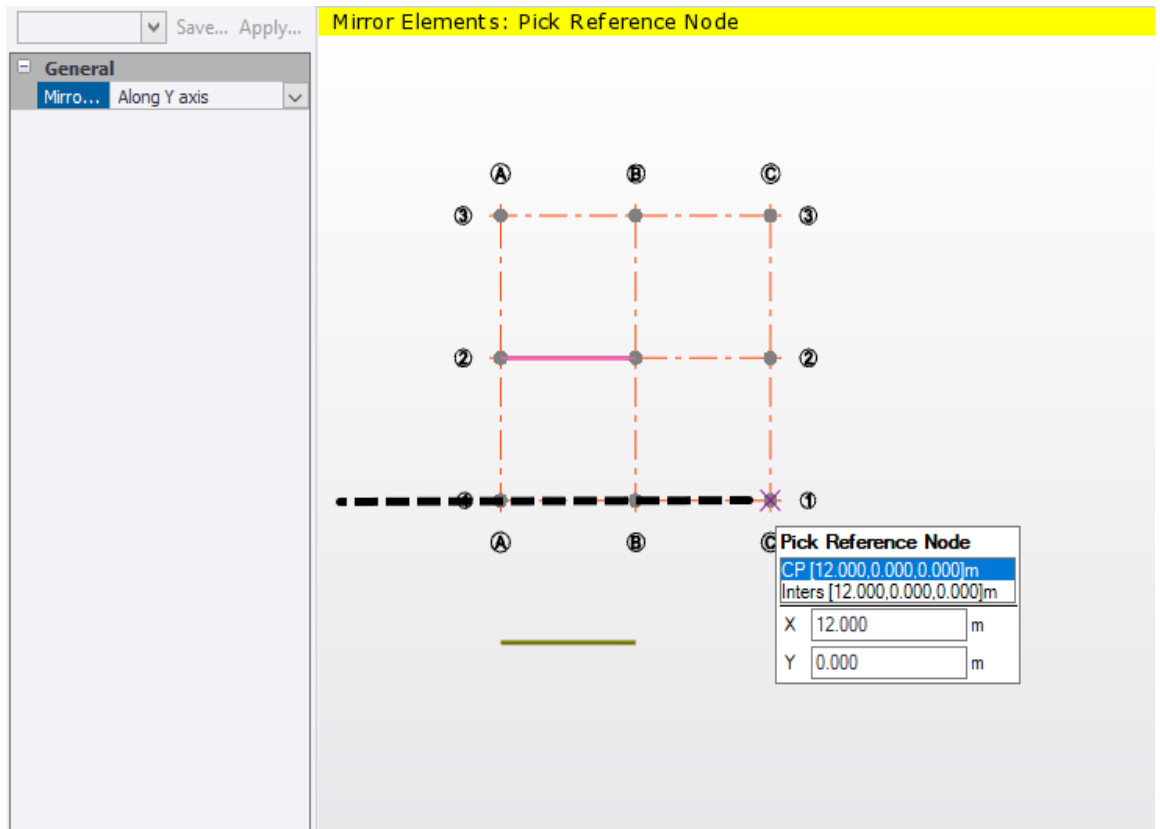 Save... Apply...
Mirror Elements: Pick Reference Node
General
Mirro... Along Y axis
A B C
3 3
2 2
1
A B C
Pick Reference Node
CP [12.000,0.000,0.000]m
Inters [12.000,0.000,0.000]m
X 12.000 m
Y 0.000 m